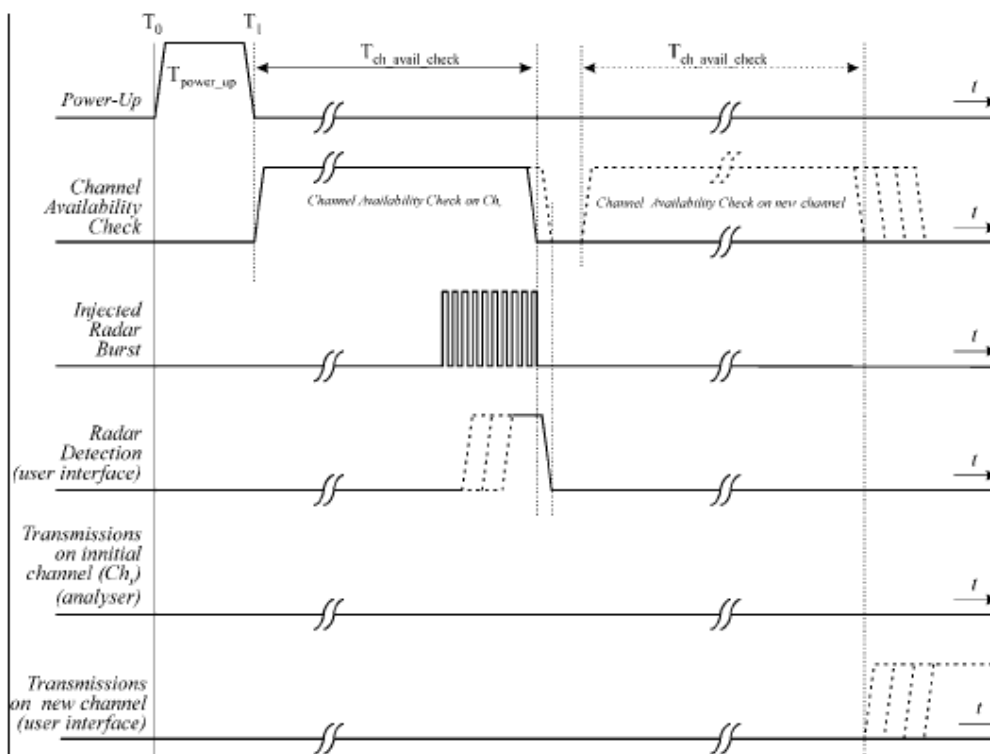 T0 T1
Tch_avail_check
Tch_avail_check
Tpower_up
Power-Up
t
Channel
Availability
Check
Channel Availability Check on Chr
Channel Availability Check on new channel
t
Injected
Radar
Burst
t
Radar
Detection
(user interface)
t
Transmissions
on innitial
channel (Chr)
(analyser)
t
Transmissions
on new channel
(user interface)
t